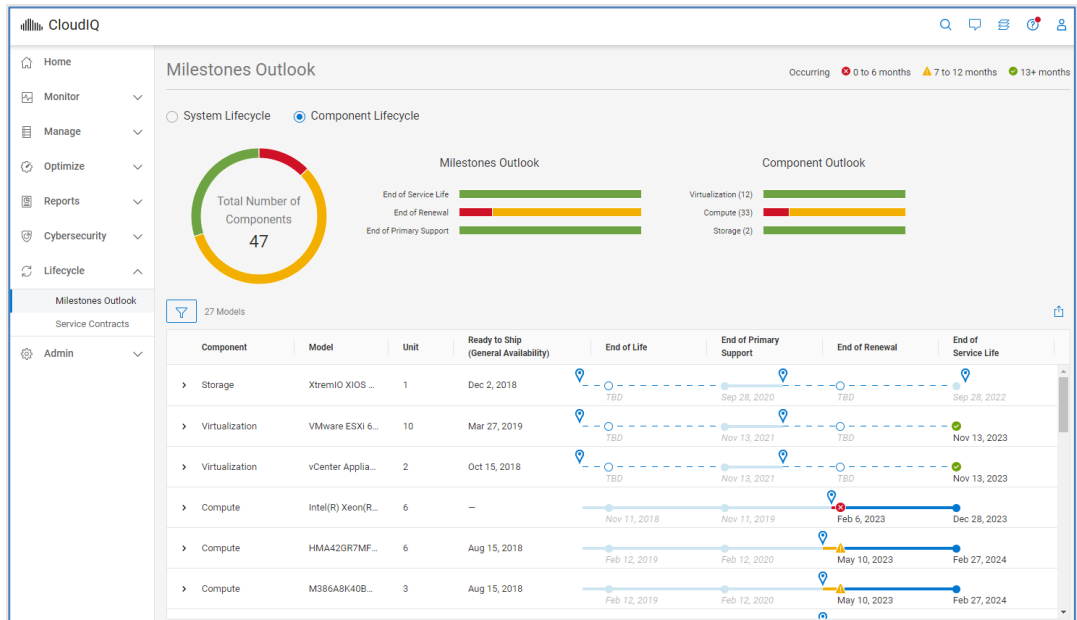 CloudIQ
Home
Monitor
Manage
Optimize
Reports
Cybersecurity
Lifecycle
Milestones Outlook
Service Contracts
Admin
Milestones Outlook
Occurring 0 to 6 months 7 to 12 months 13+ months
System Lifecycle Component Lifecycle
Total Number of
Components
47
Milestones Outlook
End of Service Life
End of Renewal
End of Primary Support
Component Outlook
Virtualization (12)
Compute (33)
Storage (2)
27 Models
Component Model Unit Ready to Ship (General Availability) End of Life End of Primary Support End of Renewal End of Service Life
Storage XtremIO XIOS ... 1 Dec 2, 2018 TBD Sep 28, 2020 TBD Sep 28, 2022
Virtualization VMware ESXi 6... 10 Mar 27, 2019 TBD Nov 13, 2021 TBD Nov 13, 2023
Virtualization vCenter Applia... 2 Oct 15, 2018 TBD Nov 13, 2021 TBD Nov 13, 2023
Compute Intel(R) Xeon(R... 6 — Nov 11, 2018 Nov 11, 2019 Feb 6, 2023 Dec 28, 2023
Compute HMA42GR7MF... 6 Aug 15, 2018 Feb 12, 2019 Feb 12, 2020 May 10, 2023 Feb 27, 2024
Compute M386A8K40B... 3 Aug 15, 2018 Feb 12, 2019 Feb 12, 2020 May 10, 2023 Feb 27, 2024